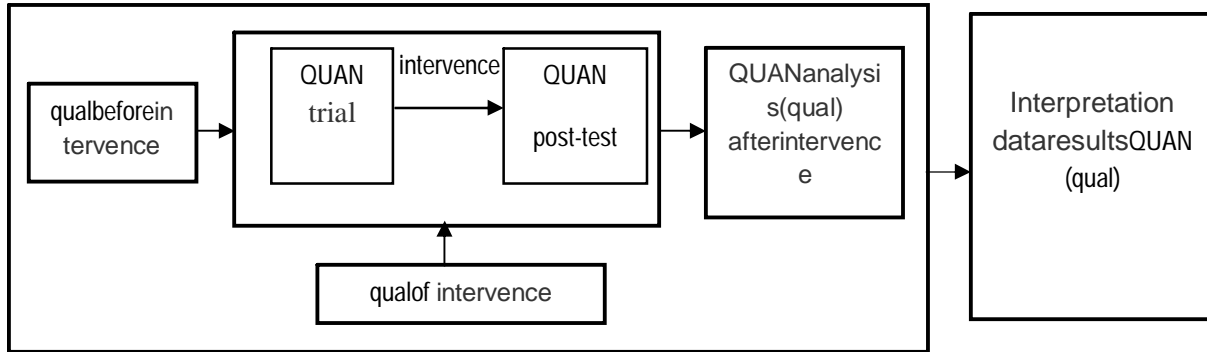 qualbeforein
tervence
QUAN
trial
intervence
QUAN
post-test
qualof intervence
QUANanalysi
s(qual)
afterintervenc
e
Interpretation
dataresultsQUAN
(qual)